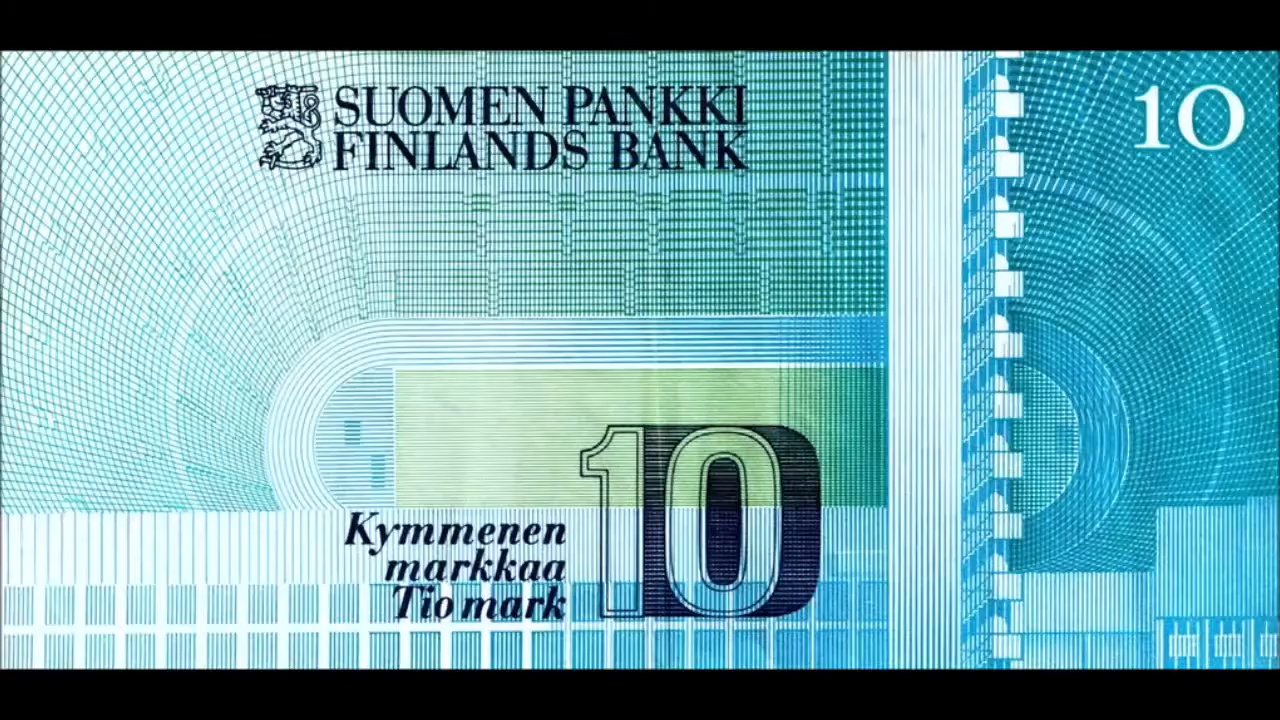 SUOMEN PANKKI
FINLANDS BANK
10
Kymmenen
markkaa
Tio mark
10